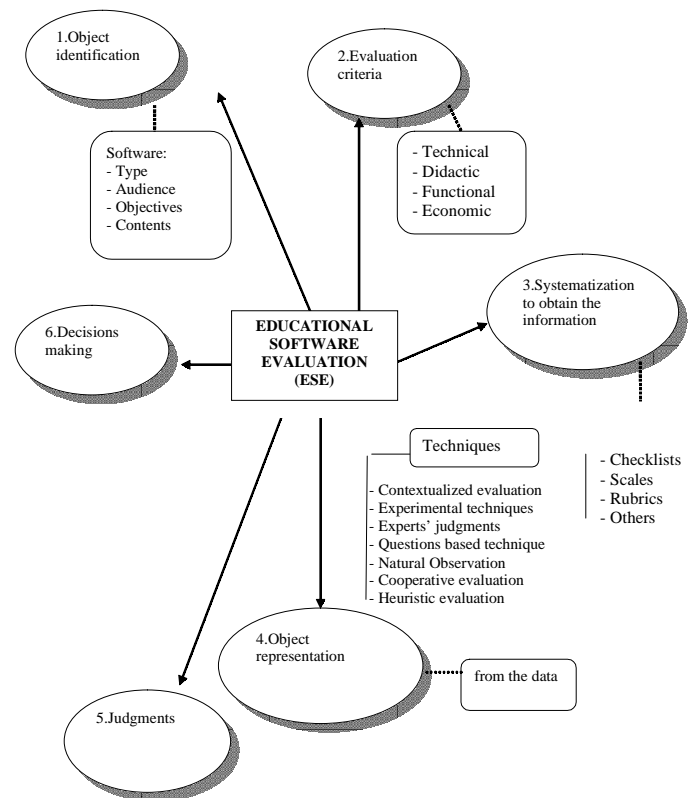 1.Object
identification
Software:
- Type
- Audience
- Objectives
- Contents
2.Evaluation
criteria
- Technical
- Didactic
- Functional
- Economic
3.Systematization
to obtain the
information
- Checklists
- Scales
- Rubrics
- Others
EDUCATIONAL
SOFTWARE
EVALUATION
(ESE)
Techniques
- Contextualized evaluation
- Experimental techniques
- Experts’ judgments
- Questions based technique
- Natural Observation
- Cooperative evaluation
- Heuristic evaluation
4.Object
representation
from the data
5.Judgments
6.Decisions
making